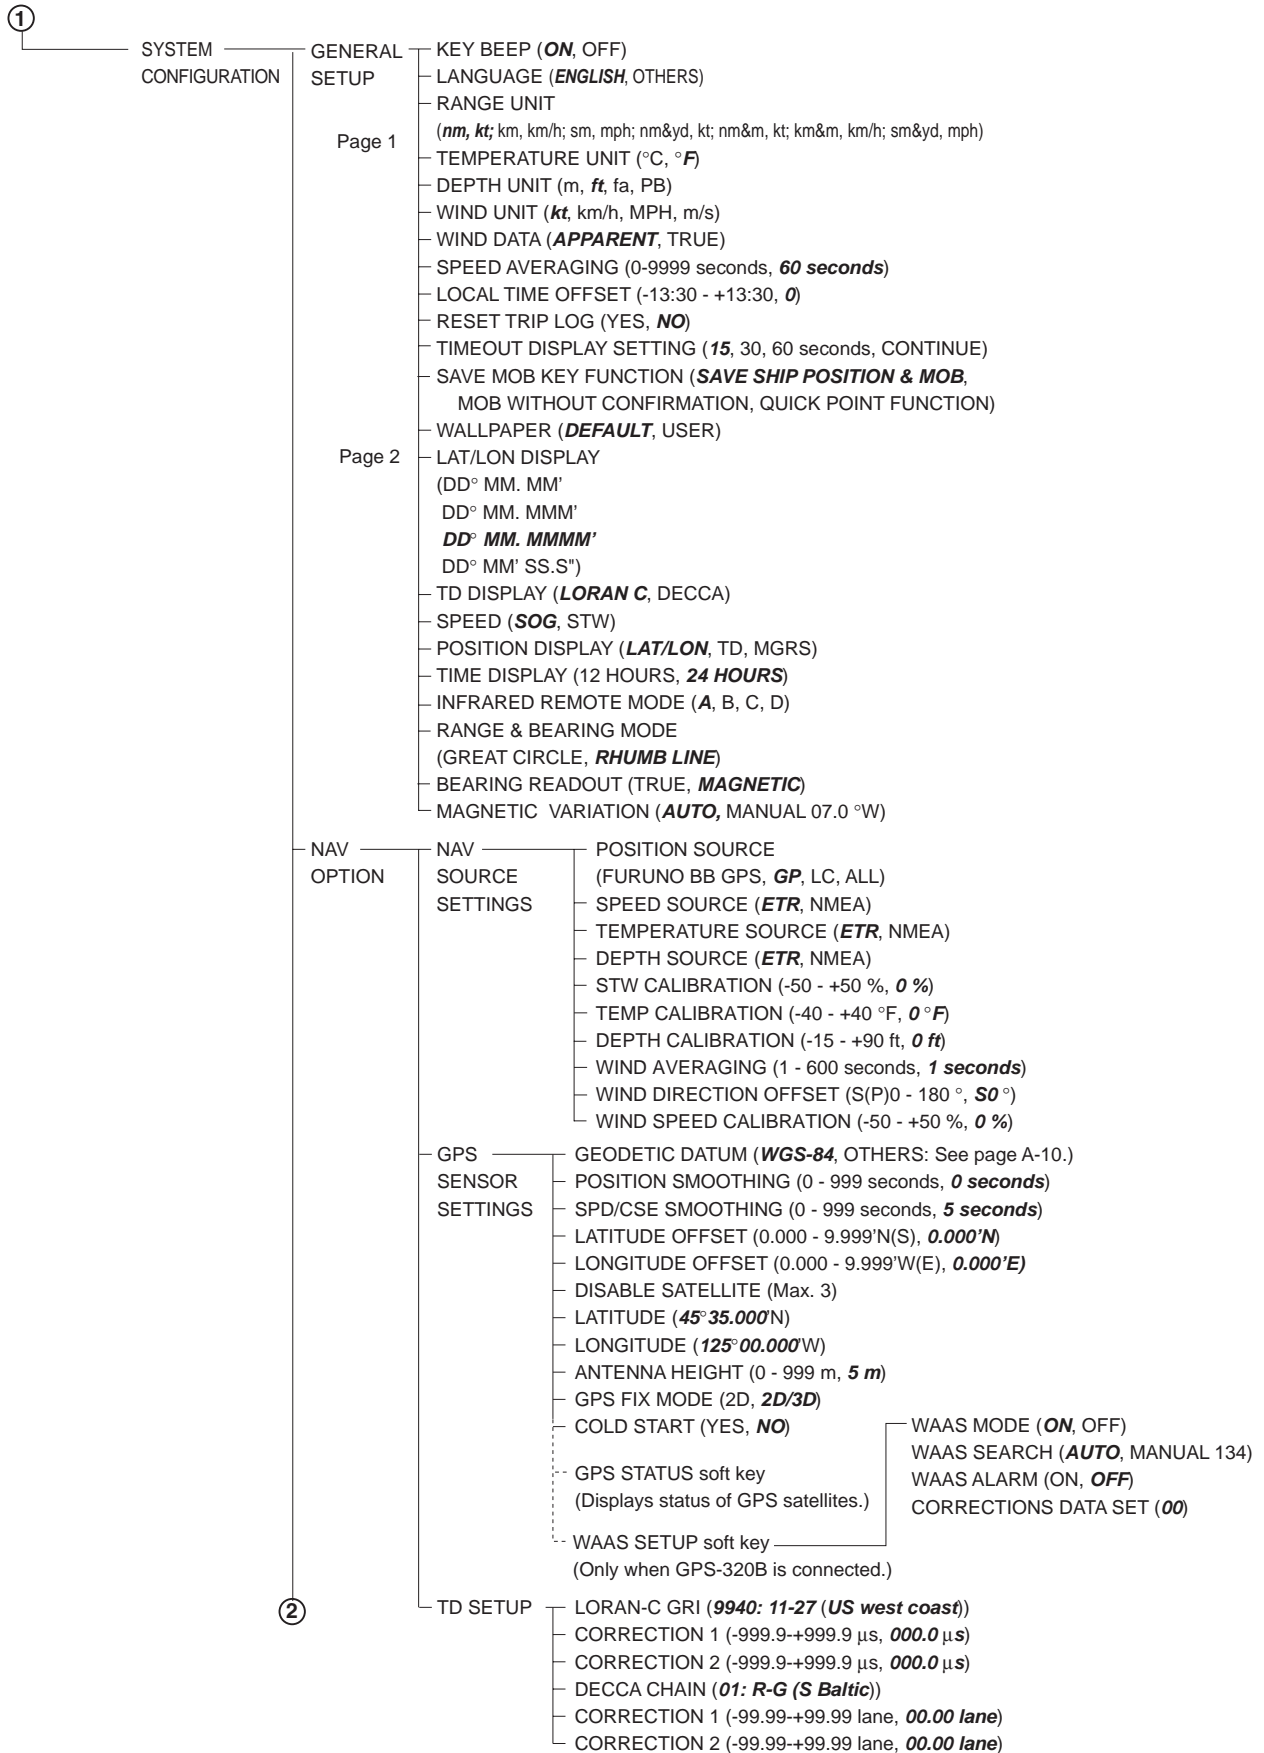 1
SYSTEM CONFIGURATION
GENERAL SETUP
Page 1
KEY BEEP (ON, OFF)
LANGUAGE (ENGLISH, OTHERS)
RANGE UNIT
(nm, kt; km, km/h; sm, mph; nm&yd, kt; nm&m, kt; km&m, km/h; sm&yd, mph)
TEMPERATURE UNIT (°C, °F)
DEPTH UNIT (m, ft, fa, PB)
WIND UNIT (kt, km/h, MPH, m/s)
WIND DATA (APPARENT, TRUE)
SPEED AVERAGING (0-9999 seconds, 60 seconds)
LOCAL TIME OFFSET (-13:30 - +13:30, 0)
RESET TRIP LOG (YES, NO)
TIMEOUT DISPLAY SETTING (15, 30, 60 seconds, CONTINUE)
SAVE MOB KEY FUNCTION (SAVE SHIP POSITION & MOB,
MOB WITHOUT CONFIRMATION, QUICK POINT FUNCTION)
WALLPAPER (DEFAULT, USER)
Page 2
LAT/LON DISPLAY
(DD° MM. MM'
DD° MM. MMM'
DD° MM. MMMM'
DD° MM' SS.S")
TD DISPLAY (LORAN C, DECCA)
SPEED (SOG, STW)
POSITION DISPLAY (LAT/LON, TD, MGRS)
TIME DISPLAY (12 HOURS, 24 HOURS)
INFRARED REMOTE MODE (A, B, C, D)
RANGE & BEARING MODE
(GREAT CIRCLE, RHUMB LINE)
BEARING READOUT (TRUE, MAGNETIC)
MAGNETIC VARIATION (AUTO, MANUAL 07.0 °W)
NAV OPTION
NAV SOURCE SETTINGS
POSITION SOURCE
(FURUNO BB GPS, GP, LC, ALL)
SPEED SOURCE (ETR, NMEA)
TEMPERATURE SOURCE (ETR, NMEA)
DEPTH SOURCE (ETR, NMEA)
STW CALIBRATION (-50 - +50 %, 0 %)
TEMP CALIBRATION (-40 - +40 °F, 0 °F)
DEPTH CALIBRATION (-15 - +90 ft, 0 ft)
WIND AVERAGING (1 - 600 seconds, 1 seconds)
WIND DIRECTION OFFSET (S(P)0 - 180 °, S0 °)
WIND SPEED CALIBRATION (-50 - +50 %, 0 %)
GPS SENSOR SETTINGS
GEODETIC DATUM (WGS-84, OTHERS: See page A-10.)
POSITION SMOOTHING (0 - 999 seconds, 0 seconds)
SPD/CSE SMOOTHING (0 - 999 seconds, 5 seconds)
LATITUDE OFFSET (0.000 - 9.999'N(S), 0.000'N)
LONGITUDE OFFSET (0.000 - 9.999'W(E), 0.000'E)
DISABLE SATELLITE (Max. 3)
LATITUDE (45°35.000'N)
LONGITUDE (125°00.000'W)
ANTENNA HEIGHT (0 - 999 m, 5 m)
GPS FIX MODE (2D, 2D/3D)
COLD START (YES, NO)
GPS STATUS soft key
(Displays status of GPS satellites.)
WAAS SETUP soft key
(Only when GPS-320B is connected.)
WAAS MODE (ON, OFF)
WAAS SEARCH (AUTO, MANUAL 134)
WAAS ALARM (ON, OFF)
CORRECTIONS DATA SET (00)
2
TD SETUP
LORAN-C GRI (9940: 11-27 (US west coast))
CORRECTION 1 (-999.9-+999.9 µs, 000.0 µs)
CORRECTION 2 (-999.9-+999.9 µs, 000.0 µs)
DECCA CHAIN (01: R-G (S Baltic))
CORRECTION 1 (-99.99-+99.99 lane, 00.00 lane)
CORRECTION 2 (-99.99-+99.99 lane, 00.00 lane)